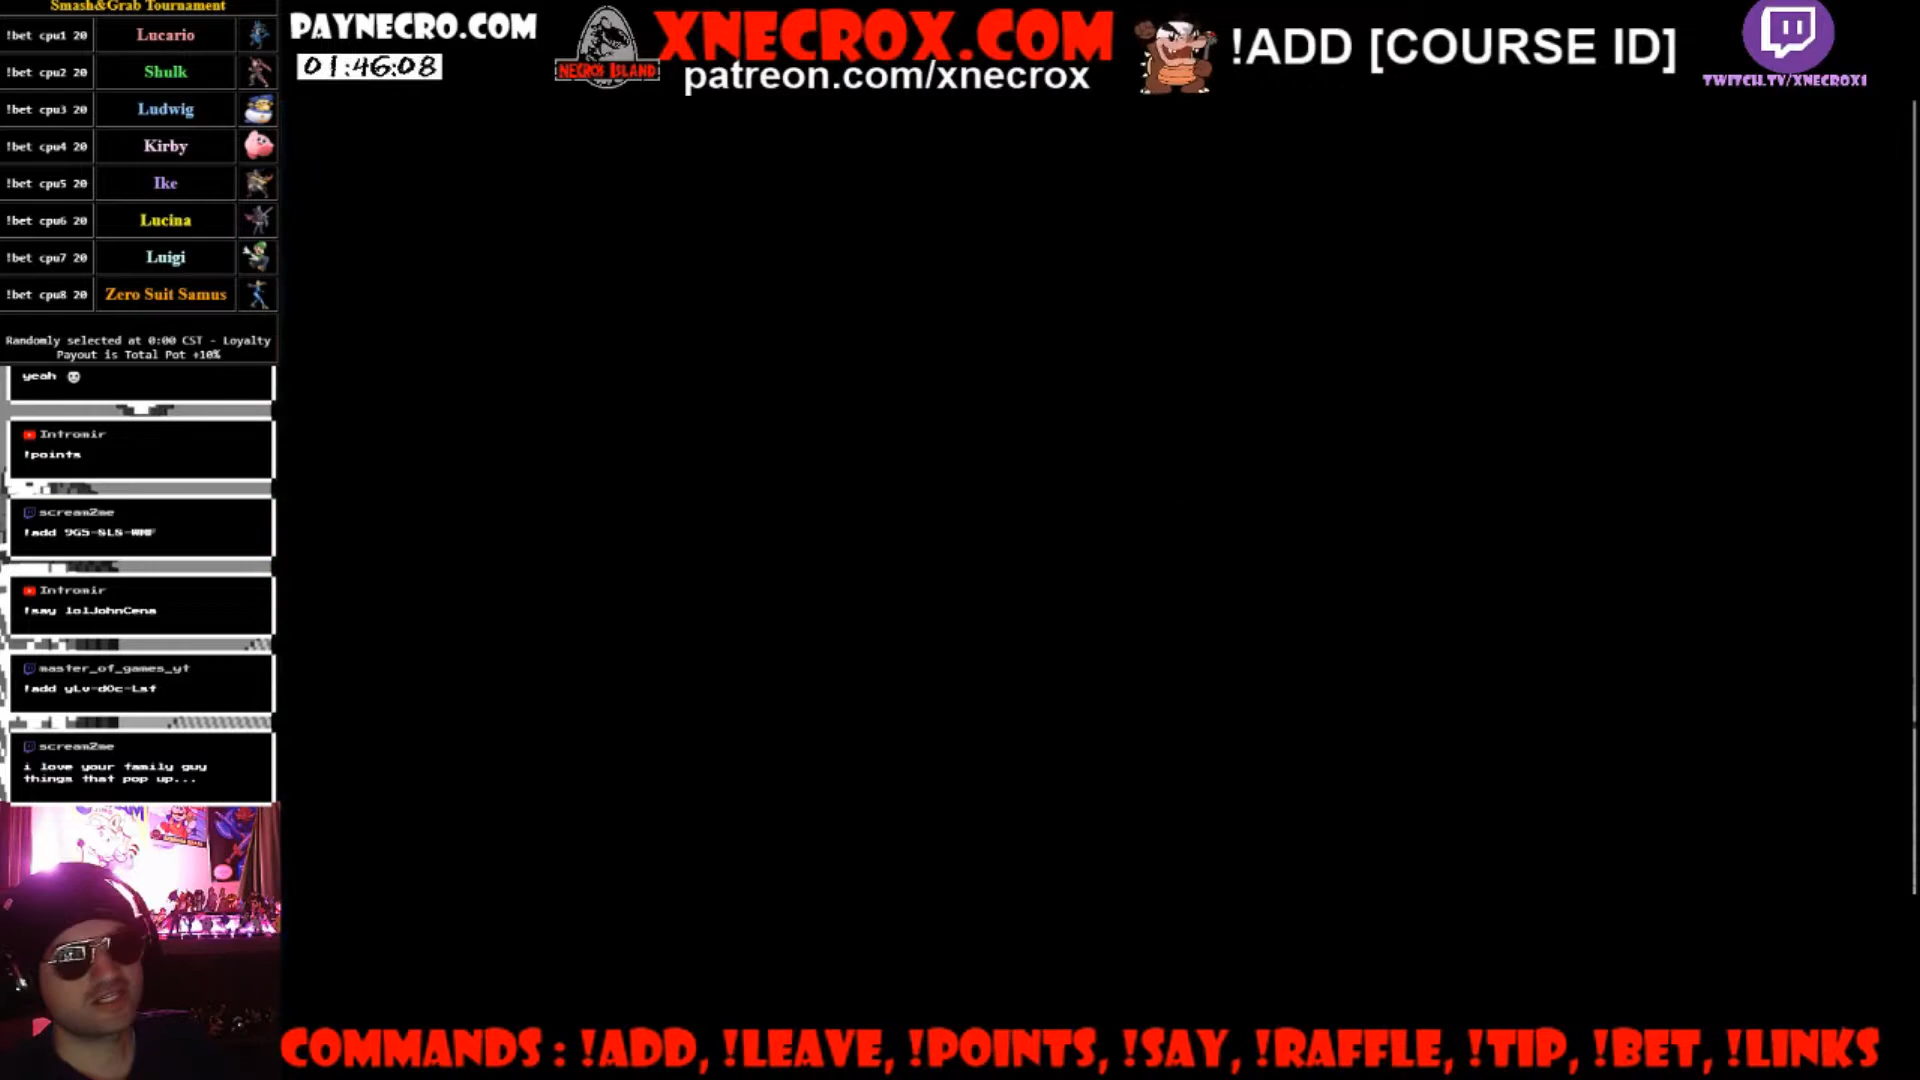 Smash&Grab Tournament
!bet cpu1 20 Lucario
!bet cpu2 20 Shulk
!bet cpu3 20 Ludwig
!bet cpu4 20 Kirby
!bet cpu5 20 Ike
!bet cpu6 20 Lucina
!bet cpu7 20 Luigi
!bet cpu8 20 Zero Suit Samus
Randomly selected at 0:00 CST - Loyalty
Payout is Total Pot +10%
yeah
Intromir
!points
scream2me
!add 9G5-8LS-WMF
Intromir
!say lolJohnCena
master_of_games_yt
!add yLv-d0c-Lsf
scream2me
i love your family guy
things that pop up...
PAYNECRO.COM
01:46:08
NECROS ISLAND
XNECROX.COM
patreon.com/xnecrox
!ADD [COURSE ID]
TWITCH.TV/XNECROX1
COMMANDS : !ADD, !LEAVE, !POINTS, !SAY, !RAFFLE, !TIP, !BET, !LINKS